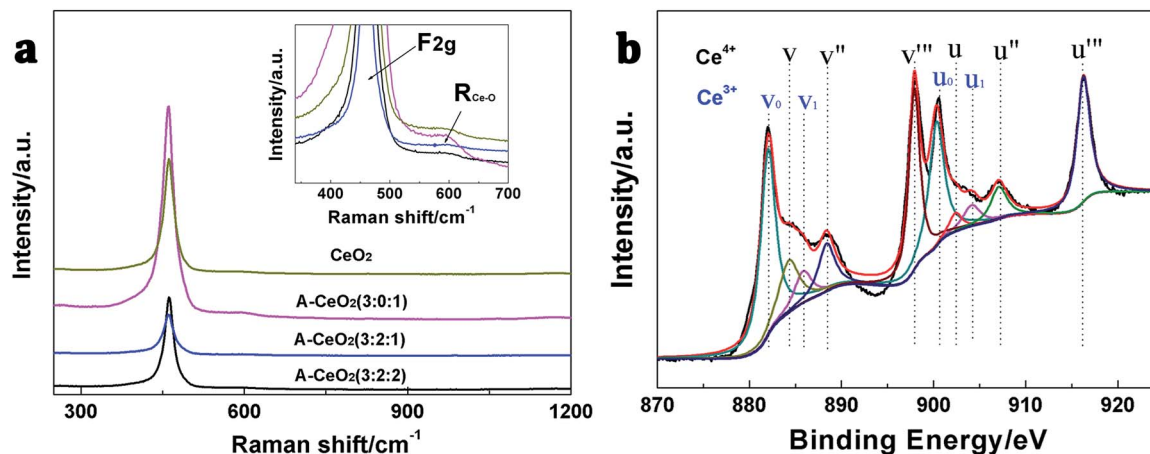 a
Intensity/a.u.
Raman shift/cm-1
250 600 900 1200
CeO2
A-CeO2(3:0:1)
A-CeO2(3:2:1)
A-CeO2(3:2:2)
Intensity/a.u.
Raman shift/cm-1
400 500 600 700
F2g
RCe-O
b
Ce4+ v v" v''' u u" u'''
Ce3+ v0 v1 u0 u1
Intensity/a.u.
870 880 890 900 910 920
Binding Energy/eV